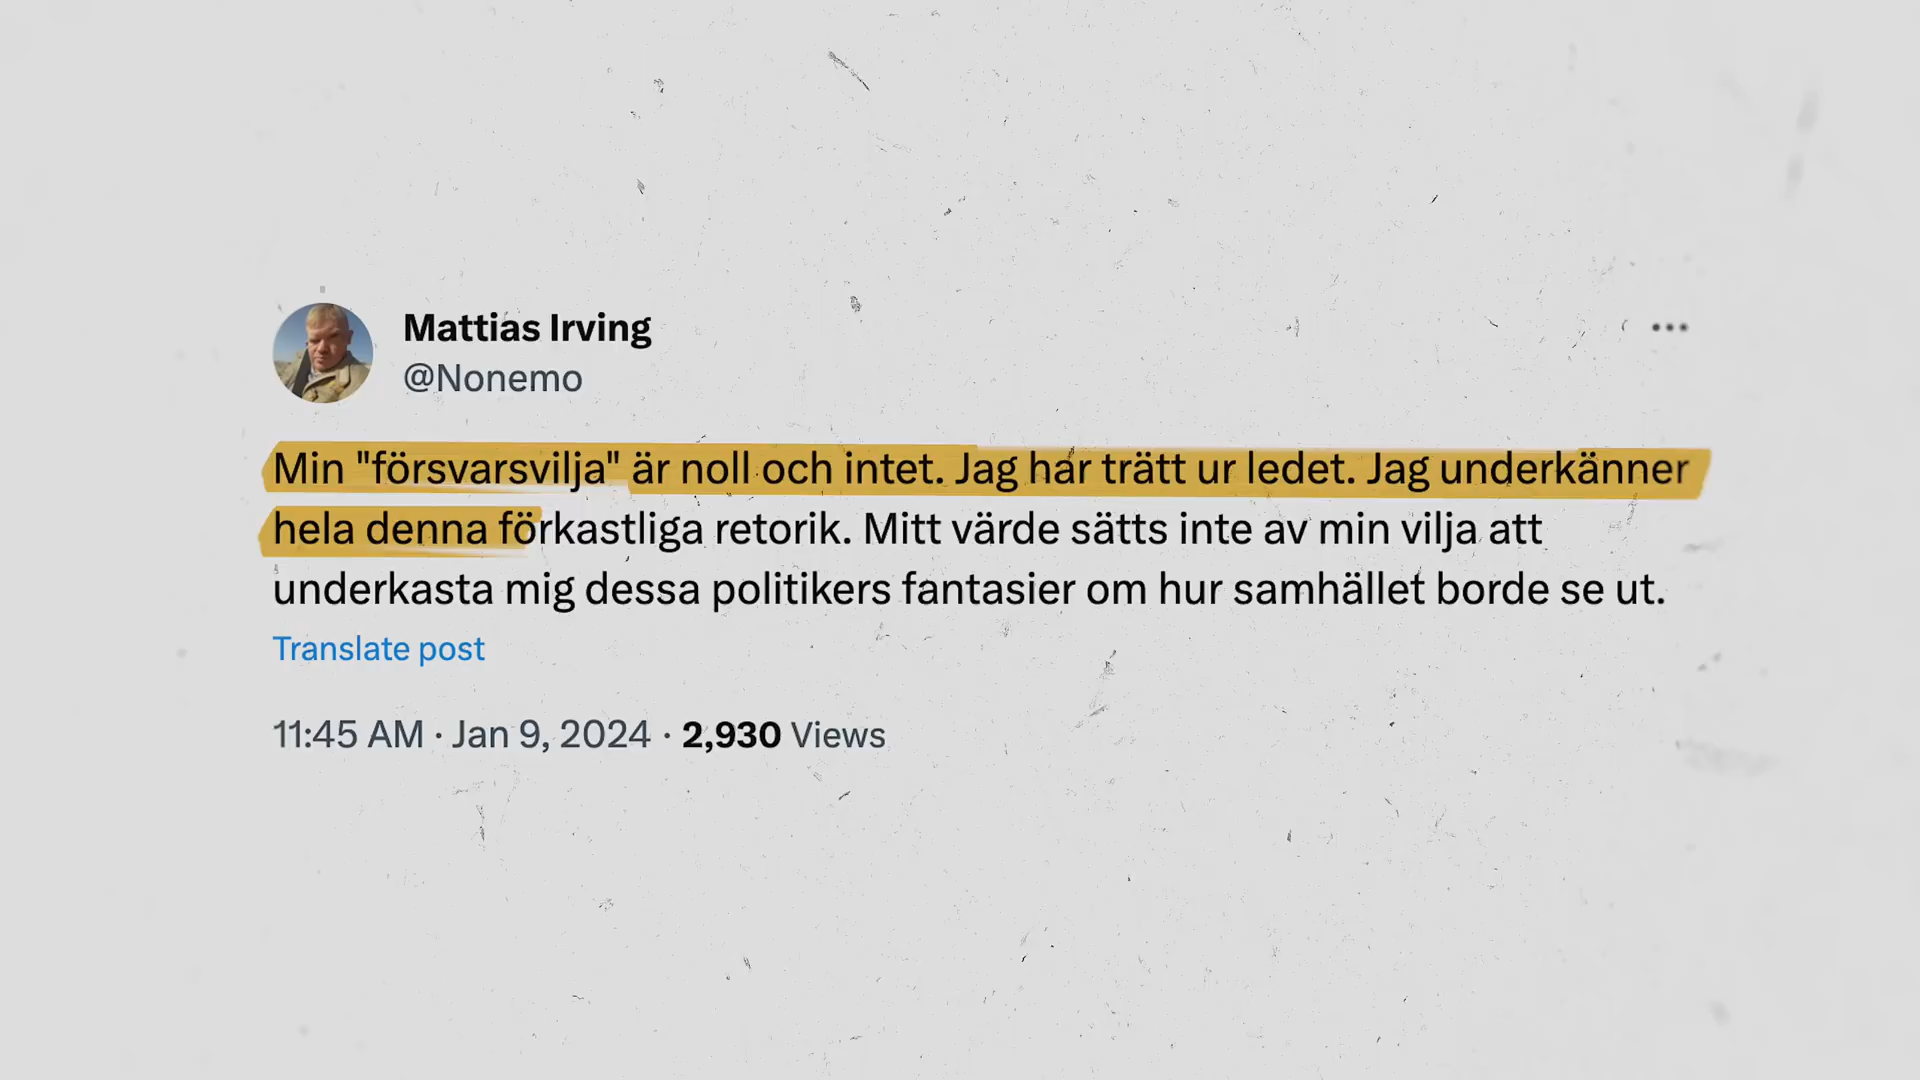 Mattias Irving
@Nonemo
Min "försvarsvilja" är noll och intet. Jag har trätt ur ledet. Jag underkänner
hela denna förkastliga retorik. Mitt värde sätts inte av min vilja att
underkasta mig dessa politikers fantasier om hur samhället borde se ut.
Translate post
11:45 AM · Jan 9, 2024 · 2,930 Views